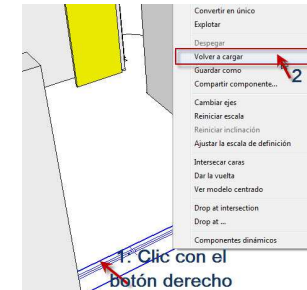 Convertir en único
Explotar
Despegar
Volver a cargar
Guardar como
2
Compartir componente...
Cambiar ejes
Reiniciar escala
Reiniciar inclinación
Ajustar la escala de definición
Intersecar caras
Dar la vuelta
Ver modelo centrado
Drop at intersection
Drop at ...
Componentes dinámicos
1. Clic con el
botón derecho